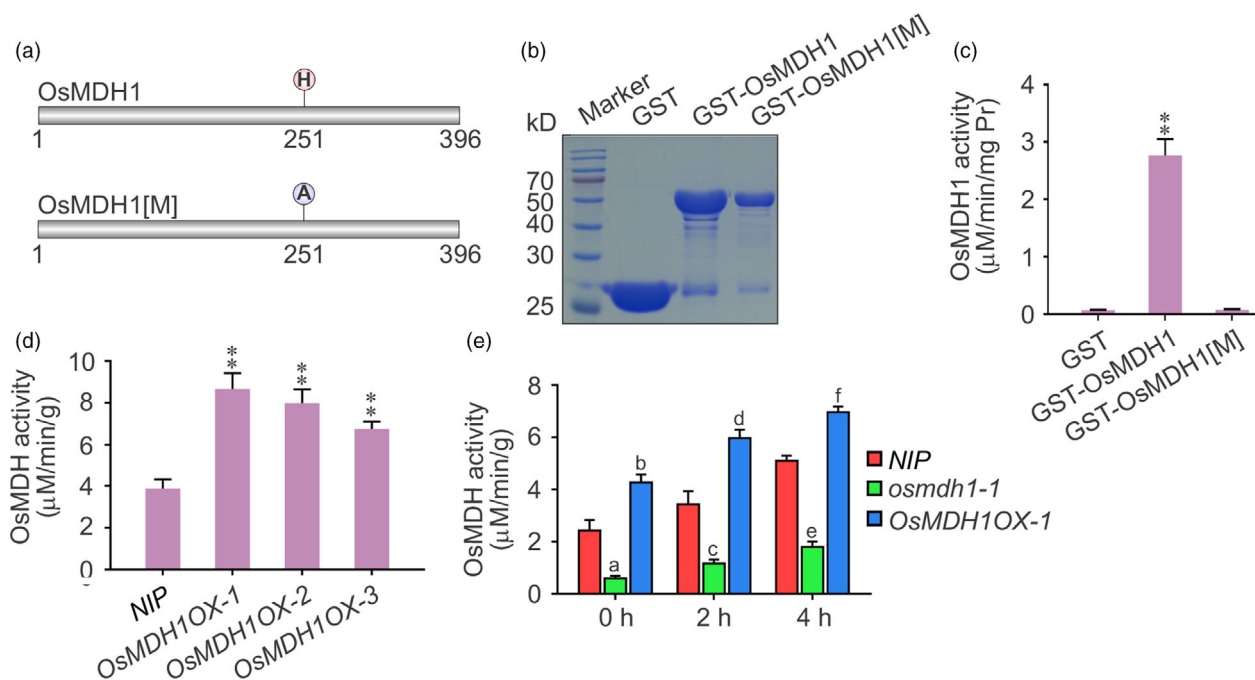 (a)
OsMDH1
H
1 251 396
OsMDH1[M]
A
1 251 396
(b)
Marker
GST
GST-OsMDH1
GST-OsMDH1[M]
kD
70
50
40
30
25
(c)
OsMDH1 activity
(μM/min/mg Pr)
4
3
2
1
0
**
GST
GST-OsMDH1
GST-OsMDH1[M]
(d)
OsMDH activity
(μM/min/g)
10
8
6
4
2
0
**
**
**
NIP
OsMDH1OX-1
OsMDH1OX-2
OsMDH1OX-3
(e)
OsMDH activity
(μM/min/g)
8
6
4
2
0
a
b
c
d
e
f
0 h 2 h 4 h
NIP
osmdh1-1
OsMDH1OX-1